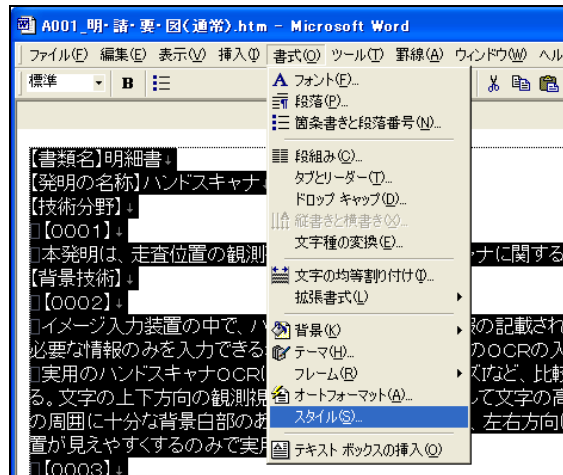 A001_明・請・要・図(通常).htm - Microsoft Word
ファイル(F) 編集(E) 表示(V) 挿入(I) 書式(O) ツール(T) 罫線(A) ウィンドウ(W) ヘル
標準 B
A フォント(F)...
段落(P)...
箇条書きと段落番号(N)...
段組み(C)...
タブとリーダー(T)...
ドロップ キャップ(D)...
縦書きと横書き(X)...
文字種の変換(E)...
文字の均等割り付け(I)...
拡張書式(L)
背景(K)
テーマ(H)...
フレーム(R)
オートフォーマット(A)...
スタイル(S)...
テキスト ボックスの挿入(O)
【書類名】明細書↓
【発明の名称】ハンドスキャナ↓
【技術分野】↓
【0001】↓
本発明は、走査位置の観測 ャナに関する
【背景技術】↓
【0002】↓
イメージ入力装置の中で、ハ 報の記載され
必要な情報のみを入力できる のOCRの入
実用のハンドスキャナOCR( ズ)など、比較
る。文字の上下方向の観測視 て文字の高
の周囲に十分な背景白部のあ 、左右方向
置が見えやすくするのみで実用
【0003】↓